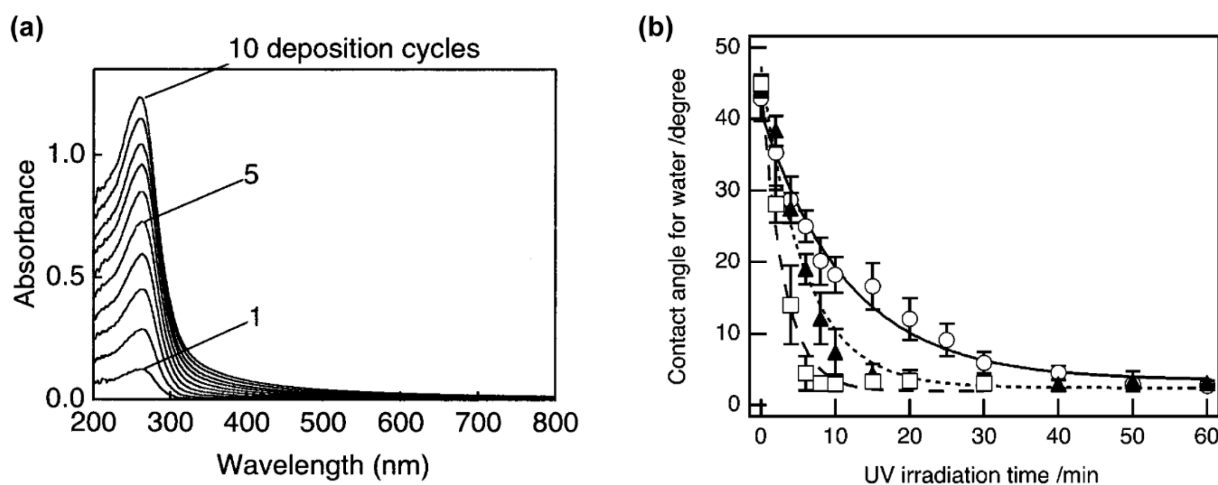 (a)
10 deposition cycles
5
1
1.0
0.5
0.0
Absorbance
200 300 400 500 600 700 800
Wavelength (nm)
(b)
50
40
30
20
10
0
Contact angle for water /degree
0 10 20 30 40 50 60
UV irradiation time /min